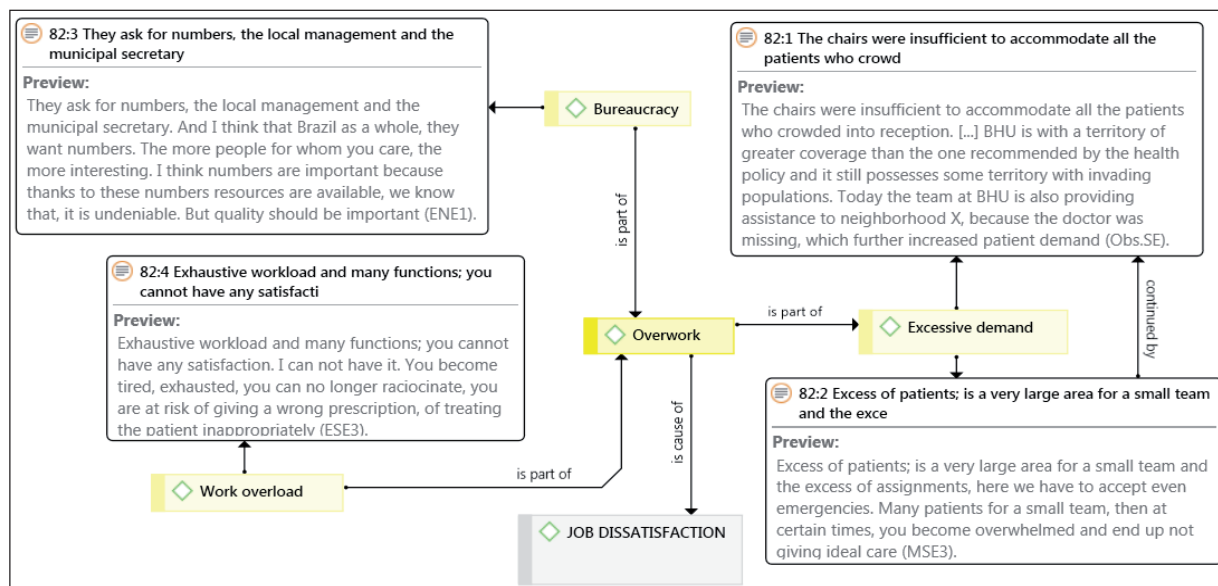 82:3 They ask for numbers, the local management and the
municipal secretary
Preview:
They ask for numbers, the local management and the
municipal secretary. And I think that Brazil as a whole, they
want numbers. The more people for whom you care, the
more interesting. I think numbers are important because
thanks to these numbers resources are available, we know
that, it is undeniable. But quality should be important (ENE1).
Bureaucracy
82:1 The chairs were insufficient to accommodate all the
patients who crowd
Preview:
The chairs were insufficient to accommodate all the patients
who crowded into reception. [...] BHU is with a territory of
greater coverage than the one recommended by the health
policy and it still possesses some territory with invading
populations. Today the team at BHU is also providing
assistance to neighborhood X, because the doctor was
missing, which further increased patient demand (Obs.SE).
is part of
82:4 Exhaustive workload and many functions; you
cannot have any satisfacti
Preview:
Exhaustive workload and many functions; you cannot
have any satisfaction. I can not have it. You become
tired, exhausted, you can no longer raciocinate, you
are at risk of giving a wrong prescription, of treating
the patient inappropriately (ESE3).
Overwork
is part of
Excessive demand
continued by
82:2 Excess of patients; is a very large area for a small team
and the exce
Preview:
Excess of patients; is a very large area for a small team and
the excess of assignments, here we have to accept even
emergencies. Many patients for a small team, then at
certain times, you become overwhelmed and end up not
giving ideal care (MSE3).
is cause of
is part of
Work overload
JOB DISSATISFACTION